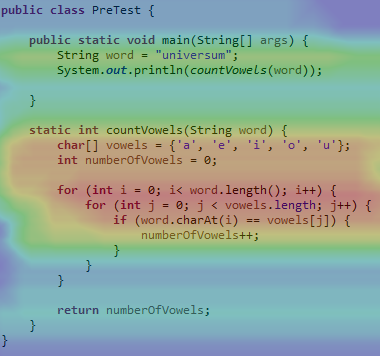 public class PreTest {
    public static void main(String[] args) {
        String word = "universum";
        System.out.println(countVowels(word));
    }
    static int countVowels(String word) {
        char[] vowels = {'a', 'e', 'i', 'o', 'u'};
        int numberOfVowels = 0;
        for (int i = 0; i< word.length(); i++) {
            for (int j = 0; j < vowels.length; j++) {
                if (word.charAt(i) == vowels[j]) {
                    numberOfVowels++;
                }
            }
        }
        return numberOfVowels;
    }
}